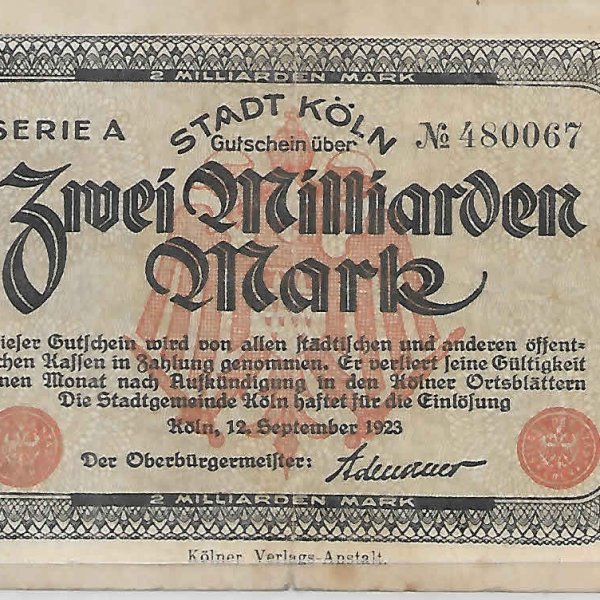 2 MILLIARDEN MARK
SERIE A
STADT KÖLN
№ 480067
Gutschein über
Zwei Milliarden
Mark
ieser Gutschein wird von allen städtischen und anderen öffent-
chen Kassen in Zahlung genommen. Er verliert seine Gültigkeit
nen Monat nach Aufkündigung in den Kölner Ortsblättern
Die Stadtgemeinde Köln haftet für die Einlösung
Köln, 12. September 1923
Der Oberbürgermeister: Adenauer
2 MILLIARDEN MARK
Kölner Verlags-Anstalt.